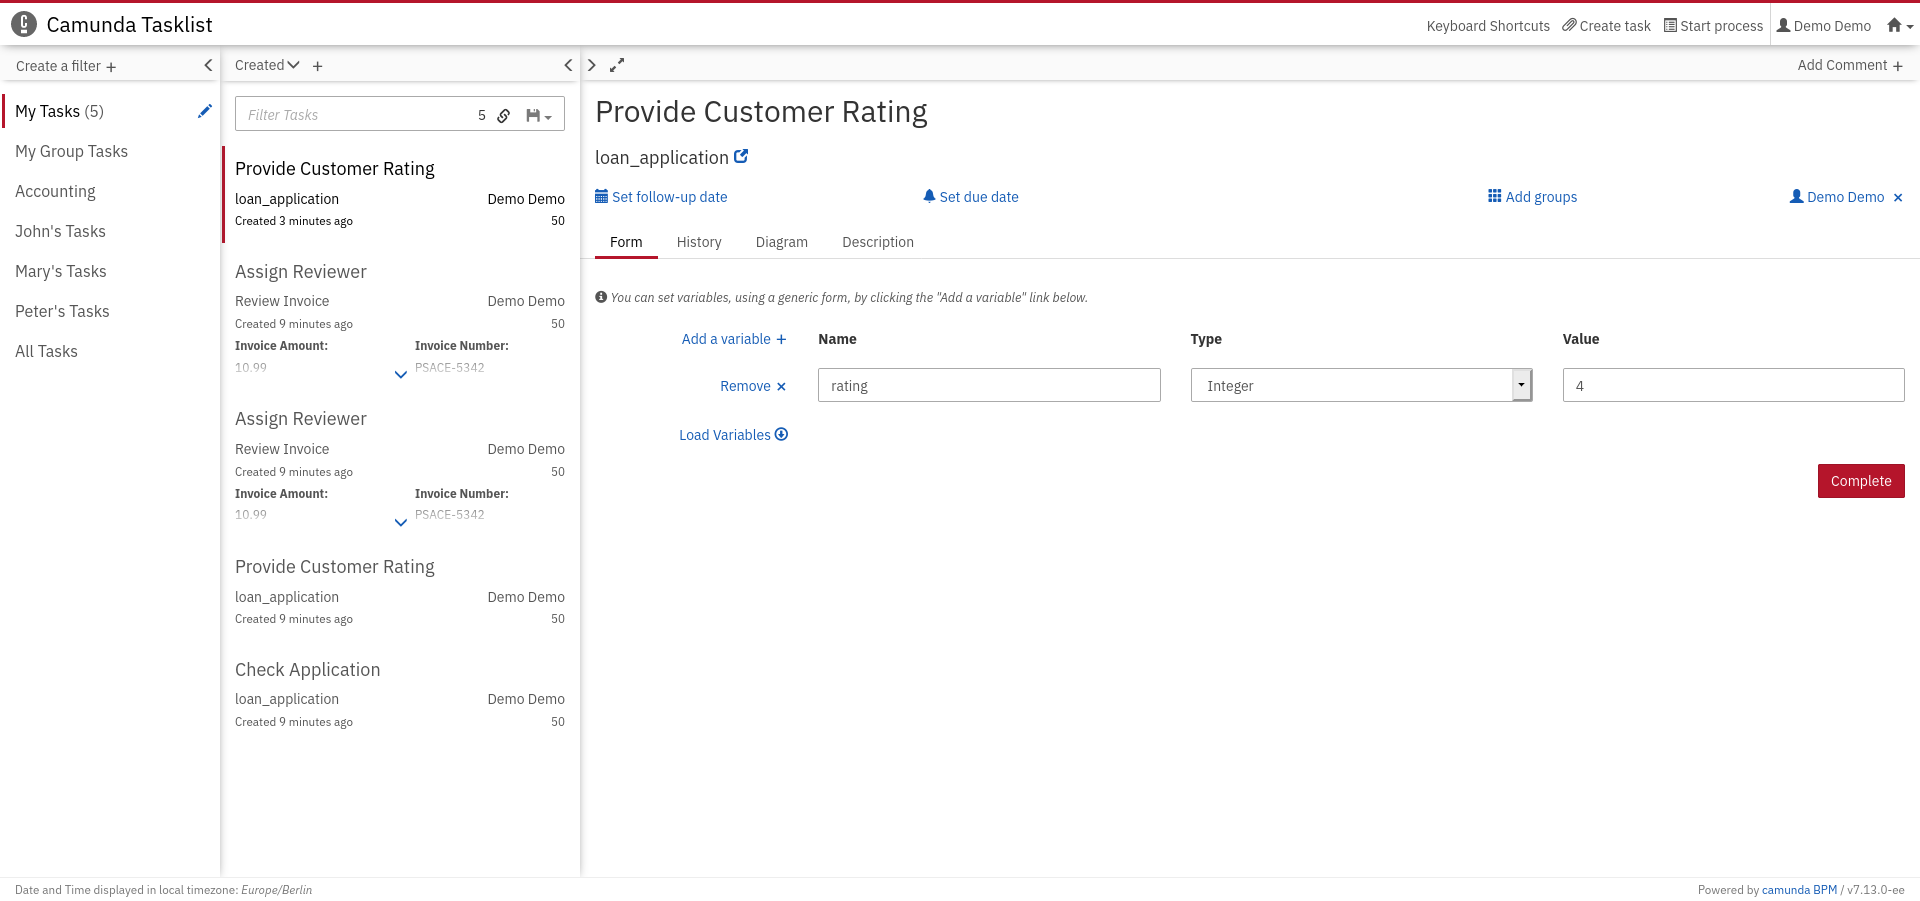 Camunda Tasklist
Keyboard Shortcuts Create task Start process Demo Demo
Create a filter +
My Tasks (5)
My Group Tasks
Accounting
John's Tasks
Mary's Tasks
Peter's Tasks
All Tasks
Created +
Filter Tasks 5
Provide Customer Rating
loan_application Demo Demo
Created 3 minutes ago 50
Assign Reviewer
Review Invoice Demo Demo
Created 9 minutes ago 50
Invoice Amount: Invoice Number:
10.99 PSACE-5342
Assign Reviewer
Review Invoice Demo Demo
Created 9 minutes ago 50
Invoice Amount: Invoice Number:
10.99 PSACE-5342
Provide Customer Rating
loan_application Demo Demo
Created 9 minutes ago 50
Check Application
loan_application Demo Demo
Created 9 minutes ago 50
Add Comment +
Provide Customer Rating
loan_application
Set follow-up date Set due date Add groups Demo Demo ×
Form History Diagram Description
You can set variables, using a generic form, by clicking the "Add a variable" link below.
Add a variable + Name Type Value
Remove × rating Integer 4
Load Variables
Complete
Date and Time displayed in local timezone: Europe/Berlin
Powered by camunda BPM / v7.13.0-ee